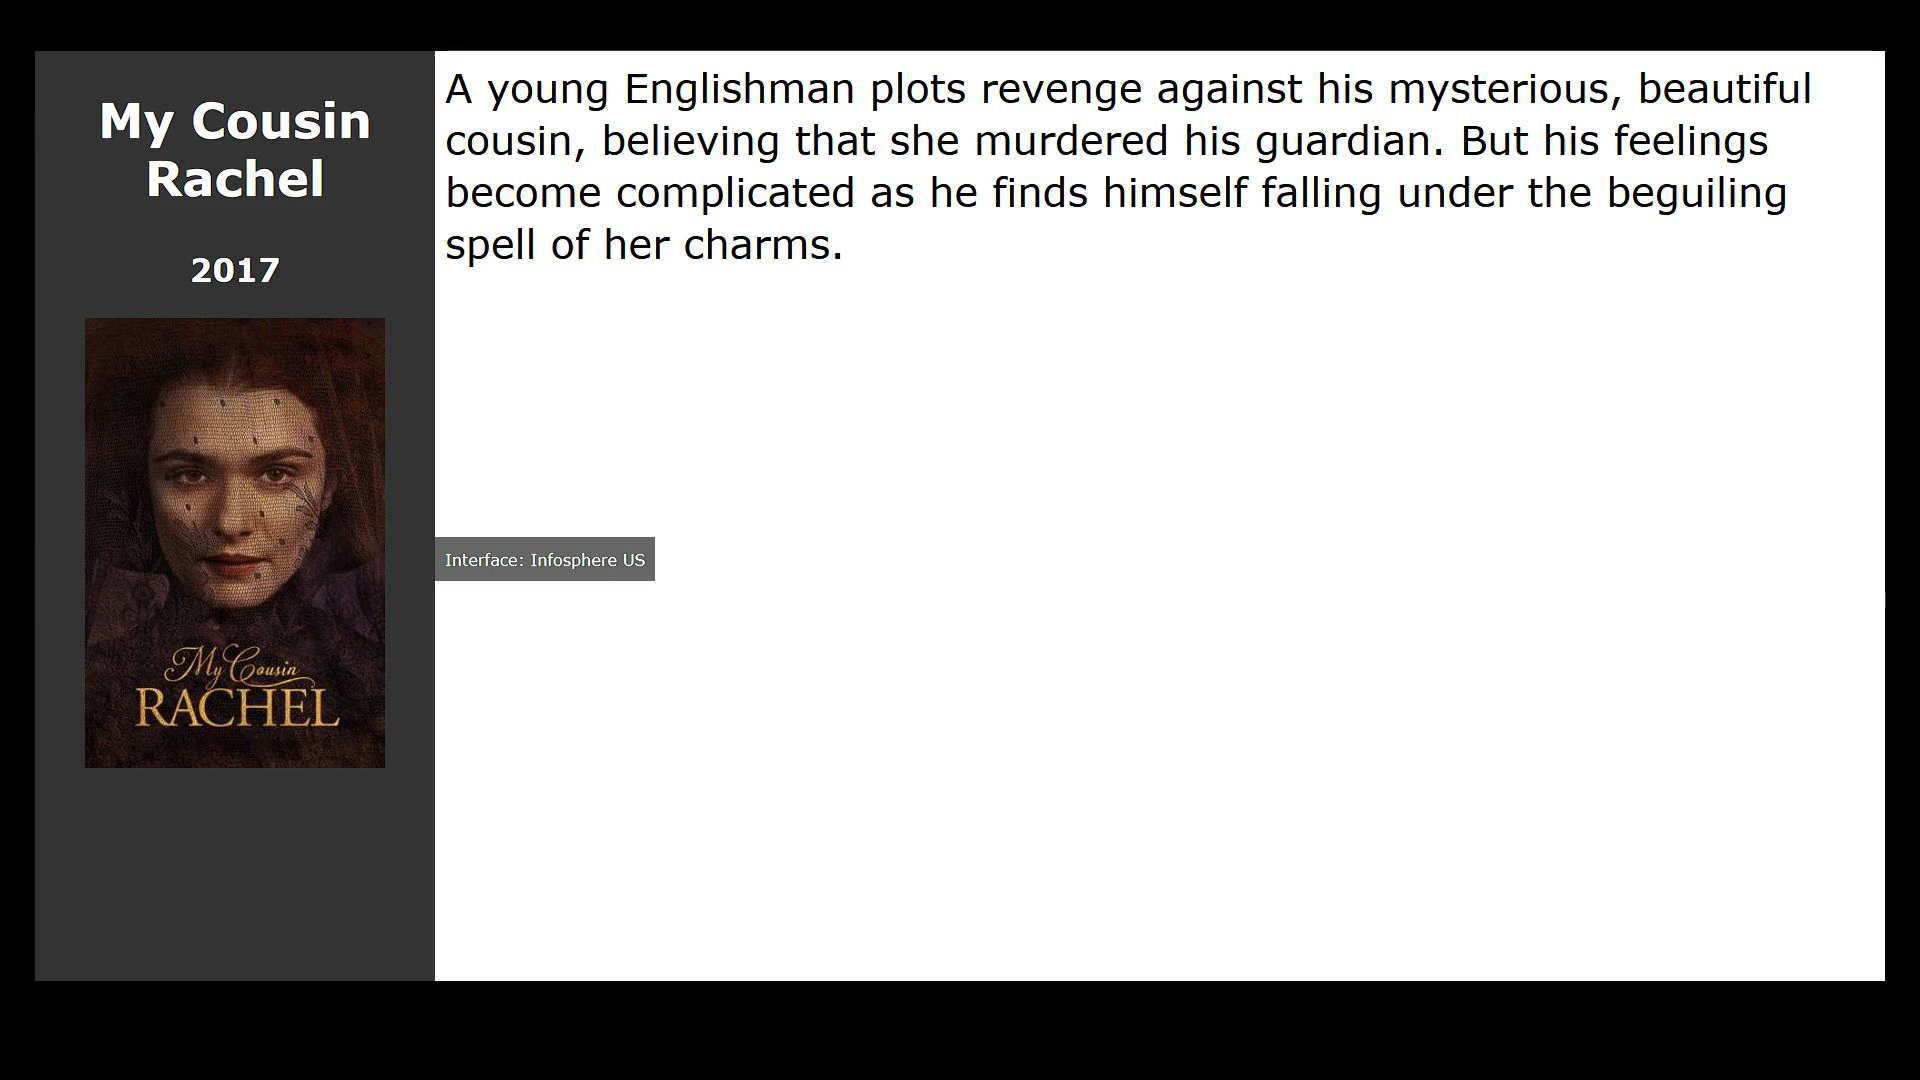 My Cousin
Rachel
2017
My Cousin
RACHEL
A young Englishman plots revenge against his mysterious, beautiful
cousin, believing that she murdered his guardian. But his feelings
become complicated as he finds himself falling under the beguiling
spell of her charms.
Interface: Infosphere US